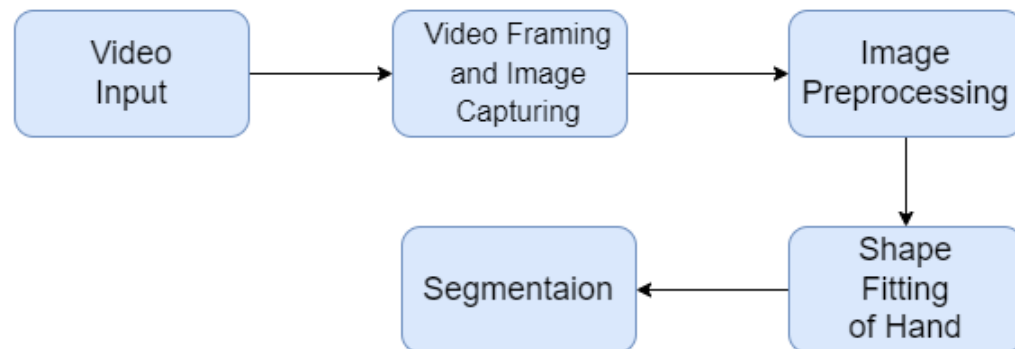 Video
Input
Video Framing
and Image
Capturing
Image
Preprocessing
Shape
Fitting
of Hand
Segmentaion